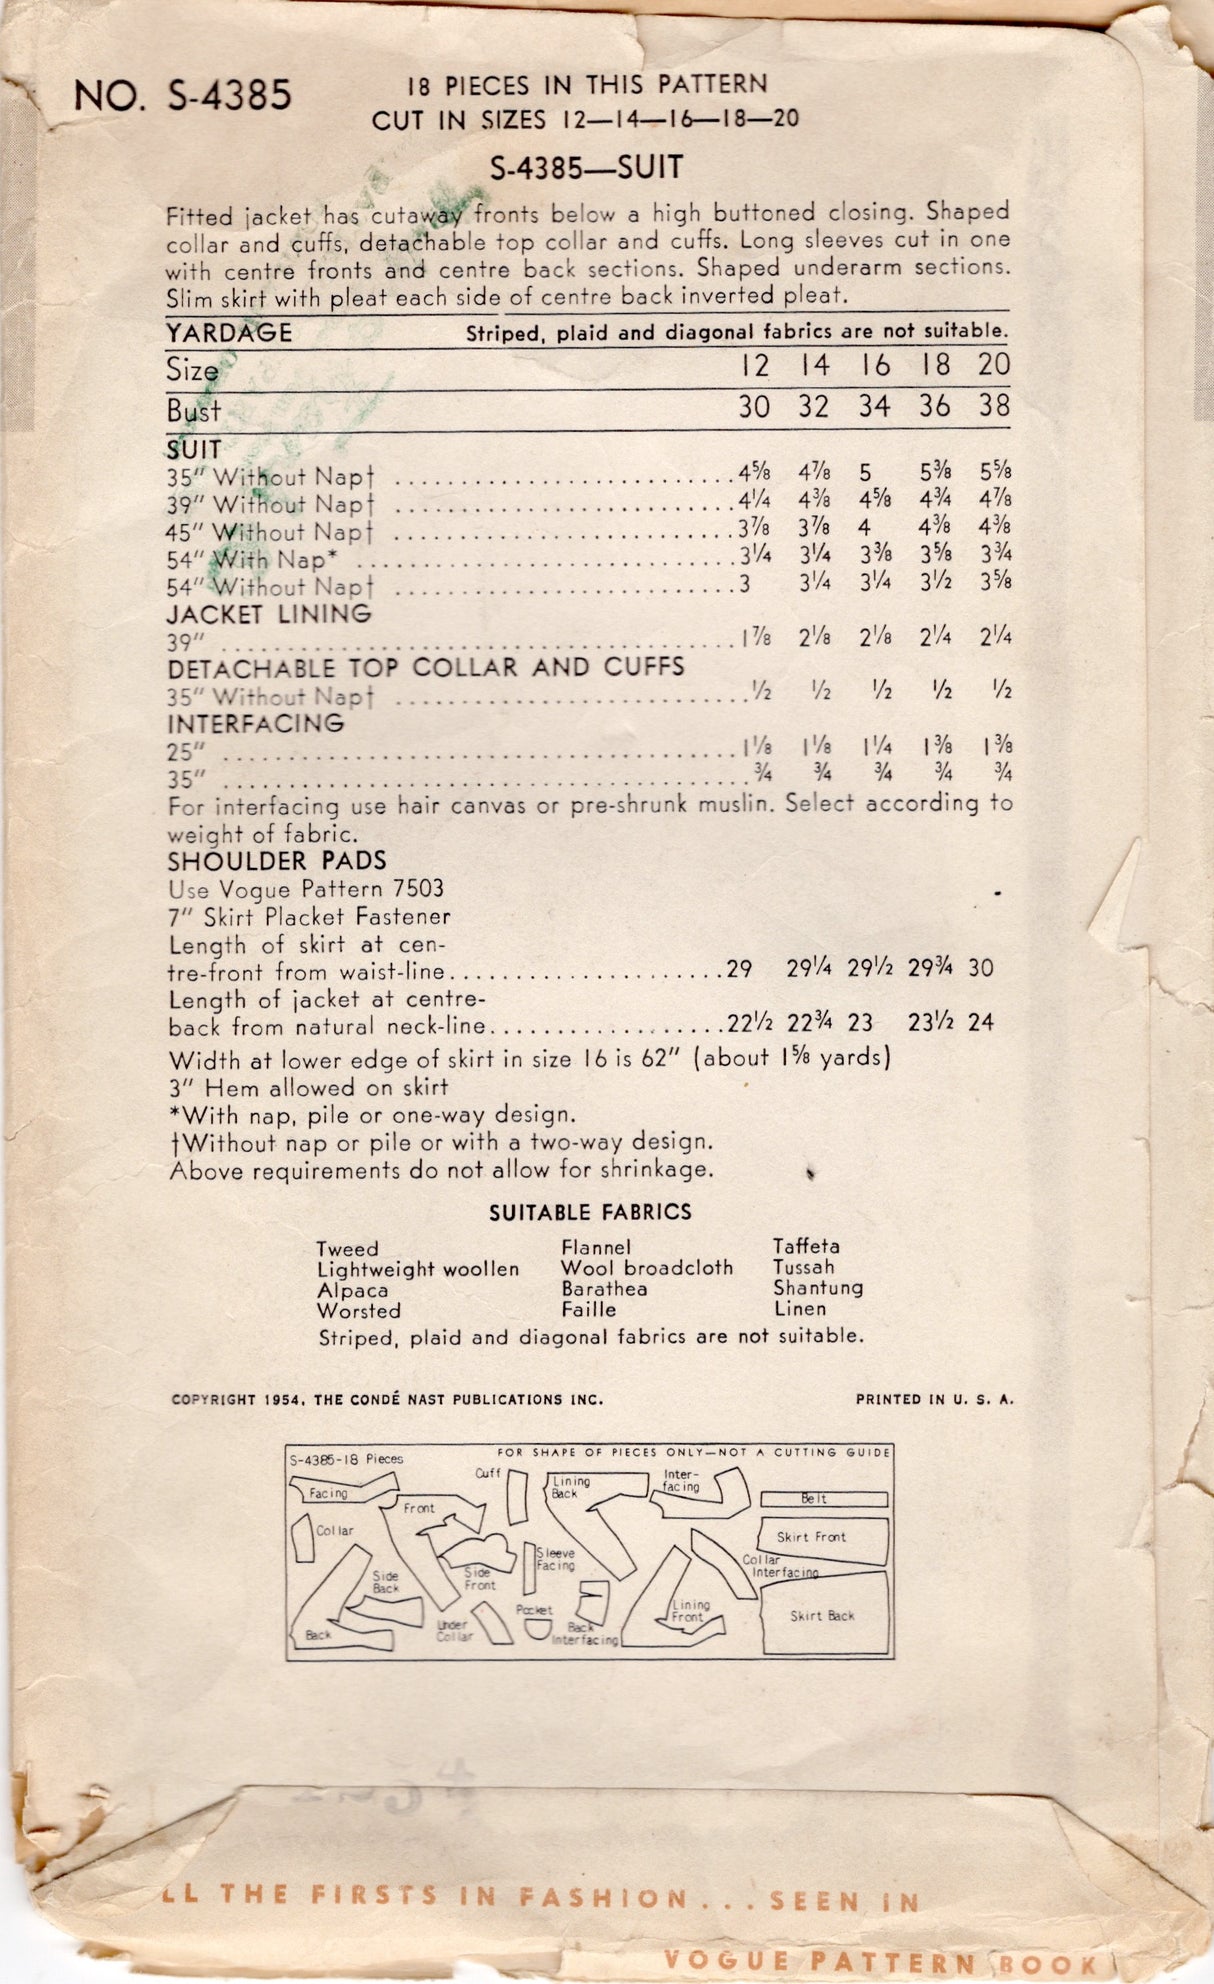 NO. S-4385
18 PIECES IN THIS PATTERN
CUT IN SIZES 12—14—16—18—20
S-4385—SUIT
Fitted jacket has cutaway fronts below a high buttoned closing. Shaped
collar and cuffs, detachable top collar and cuffs. Long sleeves cut in one
with centre fronts and centre back sections. Shaped underarm sections.
Slim skirt with pleat each side of centre back inverted pleat.
YARDAGE Striped, plaid and diagonal fabrics are not suitable.
Size 12 14 16 18 20
Bust 30 32 34 36 38
SUIT
35" Without Nap† ........................... 4⅝ 4⅞ 5 5⅜ 5⅝
39" Without Nap† ........................... 4¼ 4⅜ 4⅝ 4¾ 4⅞
45" Without Nap† ........................... 3⅞ 3⅞ 4 4⅜ 4⅜
54" With Nap* .............................. 3¼ 3¼ 3⅜ 3⅝ 3¾
54" Without Nap† ........................... 3 3¼ 3¼ 3½ 3⅝
JACKET LINING
39" ........................................ 1⅞ 2⅛ 2⅛ 2¼ 2¼
DETACHABLE TOP COLLAR AND CUFFS
35" Without Nap† ........................... ½ ½ ½ ½ ½
INTERFACING
25" ........................................ 1⅛ 1⅛ 1¼ 1⅜ 1⅜
35" ........................................ ¾ ¾ ¾ ¾ ¾
For interfacing use hair canvas or pre-shrunk muslin. Select according to
weight of fabric.
SHOULDER PADS
Use Vogue Pattern 7503
7" Skirt Placket Fastener
Length of skirt at cen-
tre-front from waist-line...................... 29 29¼ 29½ 29¾ 30
Length of jacket at centre-
back from natural neck-line................... 22½ 22¾ 23 23½ 24
Width at lower edge of skirt in size 16 is 62" (about 1⅝ yards)
3" Hem allowed on skirt
*With nap, pile or one-way design.
†Without nap or pile or with a two-way design.
Above requirements do not allow for shrinkage.
SUITABLE FABRICS
Tweed Flannel Taffeta
Lightweight woollen Wool broadcloth Tussah
Alpaca Barathea Shantung
Worsted Faille Linen
Striped, plaid and diagonal fabrics are not suitable.
COPYRIGHT 1954, THE CONDÉ NAST PUBLICATIONS INC. PRINTED IN U. S. A.
S-4385-18 Pieces FOR SHAPE OF PIECES ONLY—NOT A CUTTING GUIDE
Facing
Front
Cuff
Lining
Back
Inter-
facing
Belt
Collar
Skirt Front
Side
Back
Side
Front
Sleeve
Facing
Collar
Interfacing
Back
Under
Collar
Pocket
Back
Interfacing
Lining
Front
Skirt Back
LL THE FIRSTS IN FASHION...SEEN IN
VOGUE PATTERN BOOK